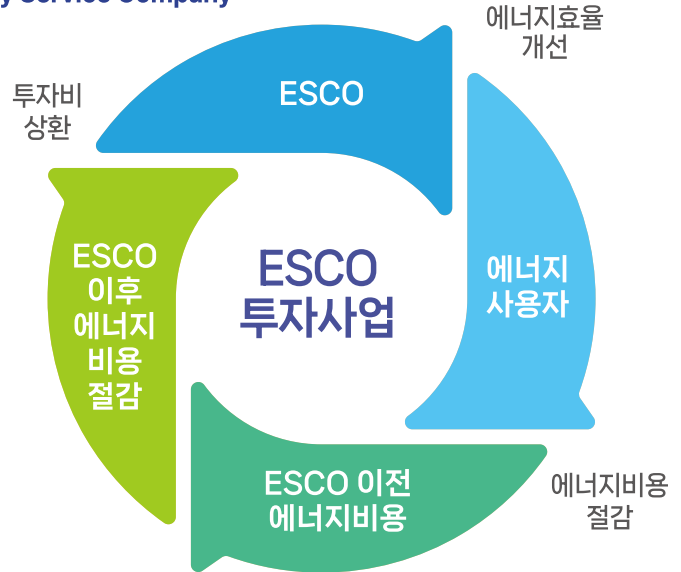 y Service Company
에너지효율
개선
투자비
상환
ESCO
ESCO
이후
에너지
비용
절감
ESCO
투자사업
에너지
사용자
ESCO 이전
에너지비용
에너지비용
절감